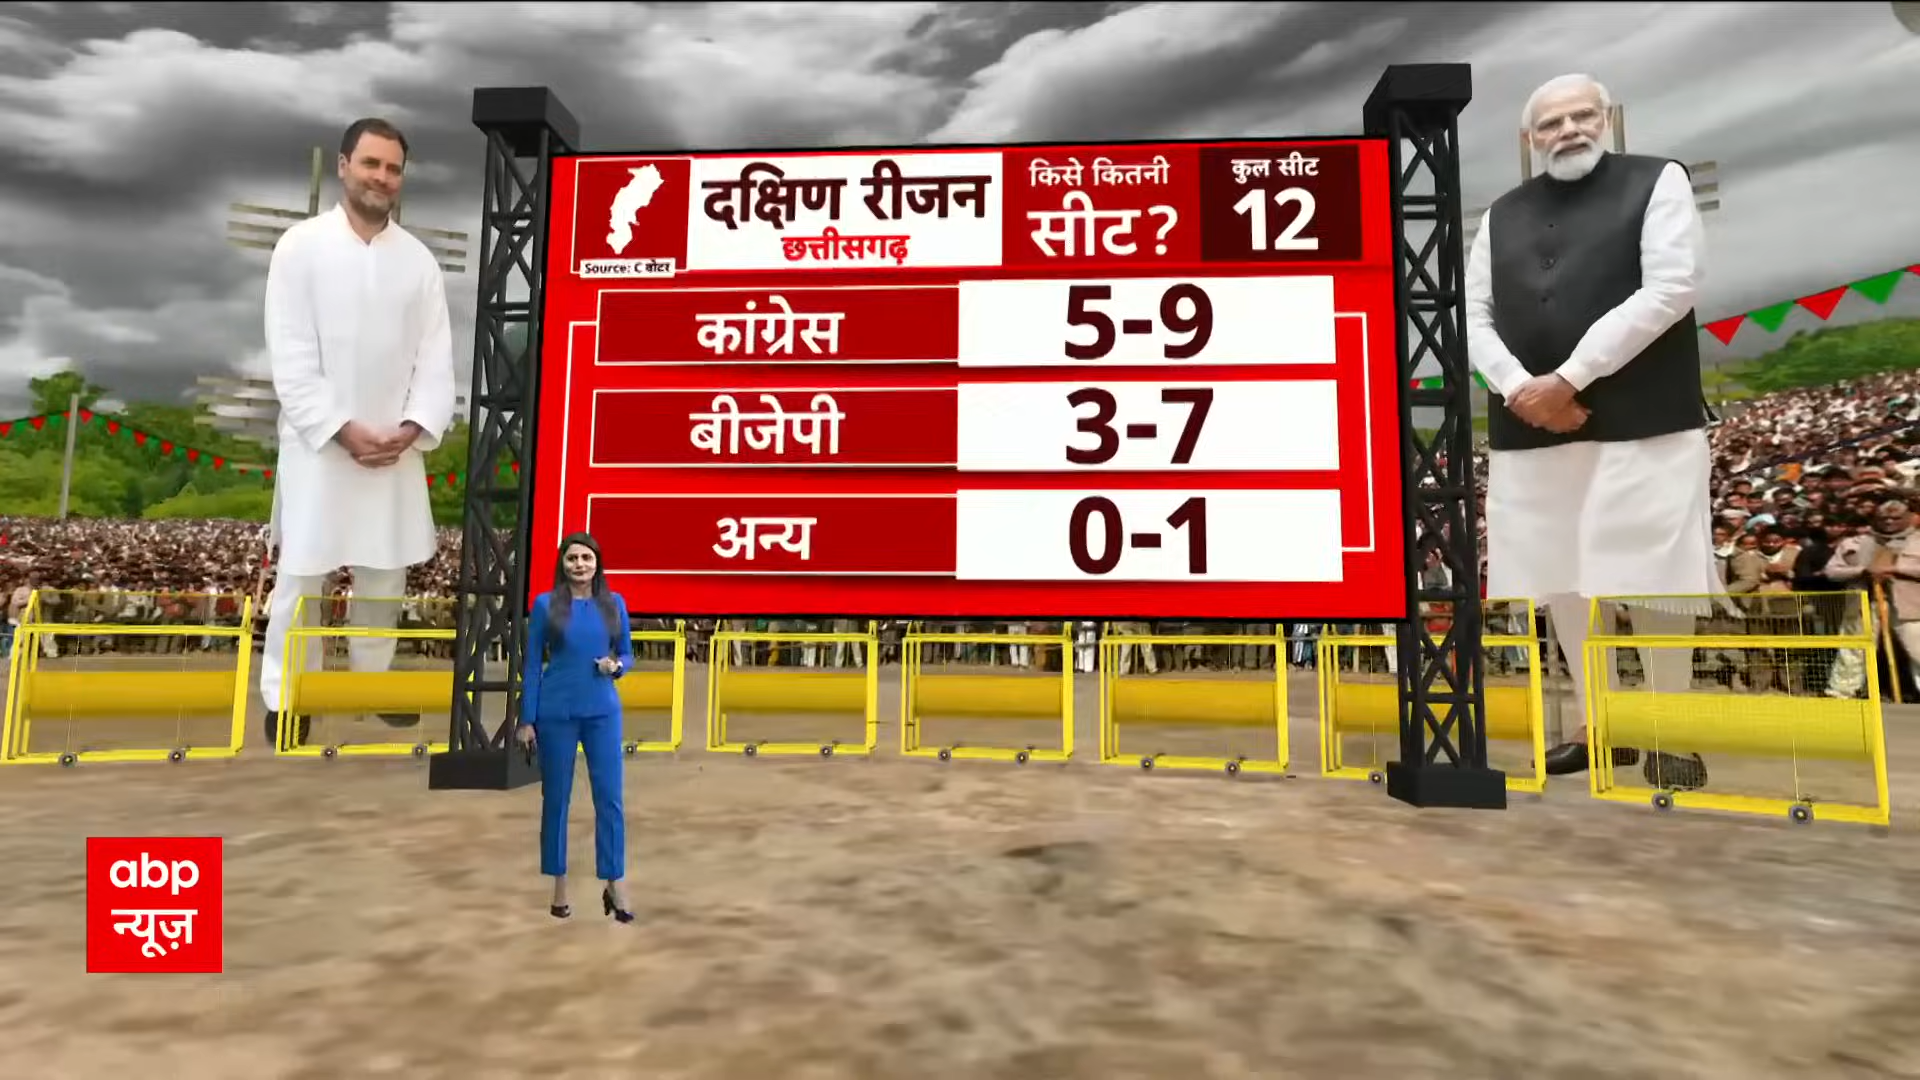 दक्षिण रीजन
छत्तीसगढ़
Source: C वोटर
किसे कितनी
सीट?
कुल सीट
12
कांग्रेस 5-9
बीजेपी 3-7
अन्य 0-1
abp
न्यूज़